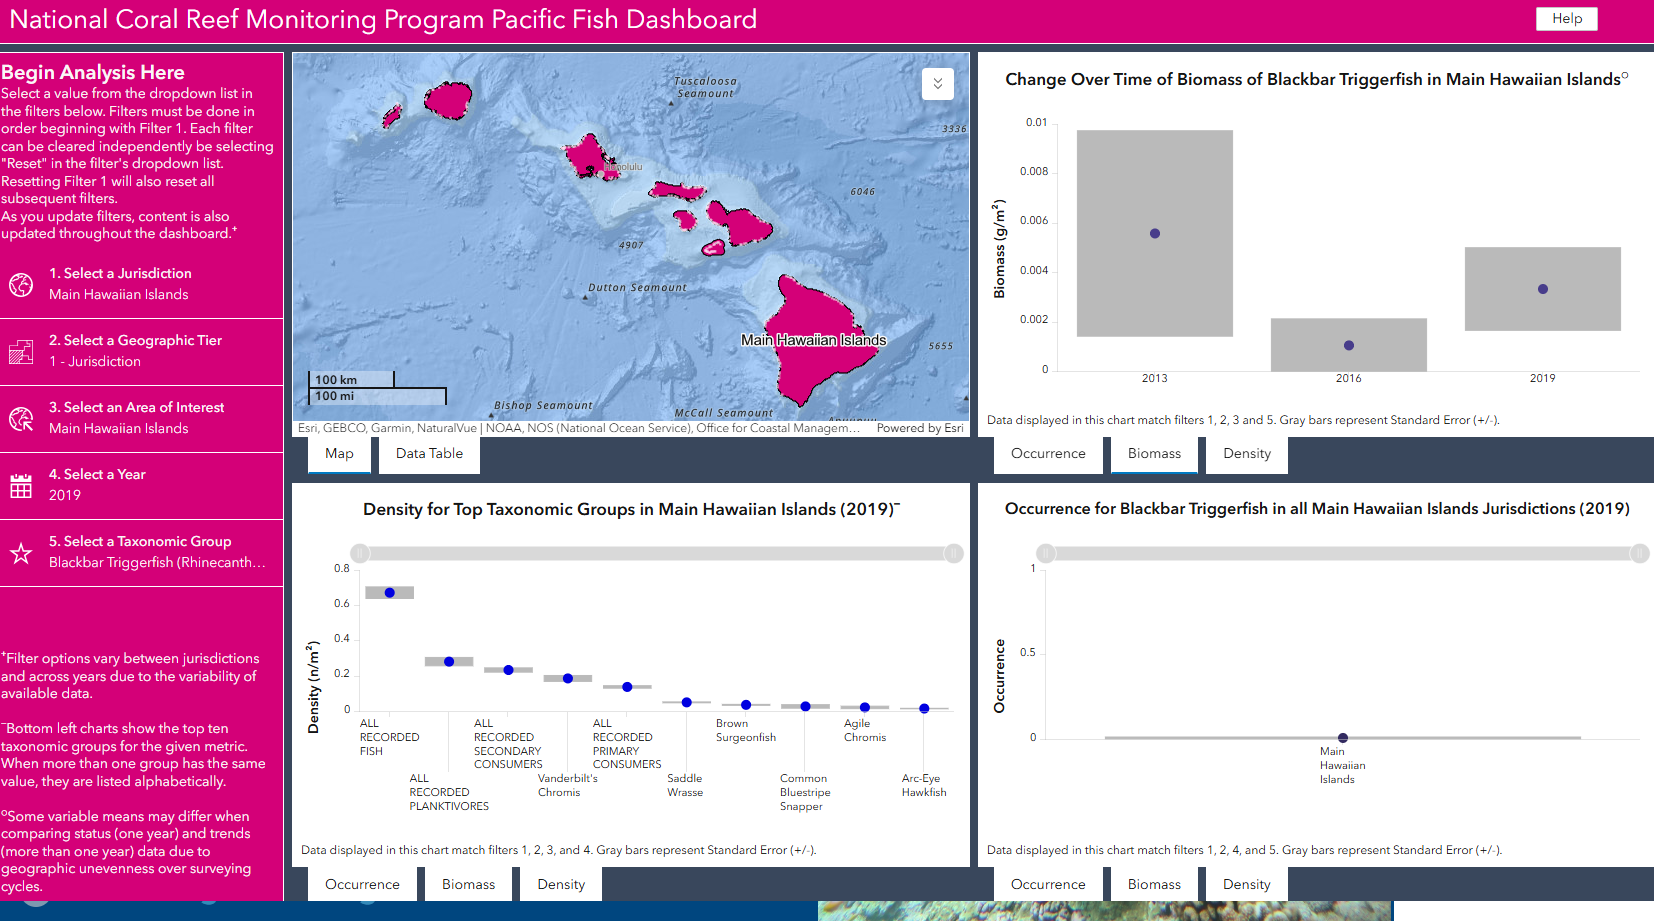 National Coral Reef Monitoring Program Pacific Fish Dashboard
Help
Begin Analysis Here
Select a value from the dropdown list in
the filters below. Filters must be done in
order beginning with Filter 1. Each filter
can be cleared independently be selecting
"Reset" in the filter's dropdown list.
Resetting Filter 1 will also reset all
subsequent filters.
As you update filters, content is also
updated throughout the dashboard.+
1. Select a Jurisdiction
Main Hawaiian Islands
2. Select a Geographic Tier
1 - Jurisdiction
3. Select an Area of Interest
Main Hawaiian Islands
4. Select a Year
2019
5. Select a Taxonomic Group
Blackbar Triggerfish (Rhinecanth...
+Filter options vary between jurisdictions
and across years due to the variability of
available data.
–Bottom left charts show the top ten
taxonomic groups for the given metric.
When more than one group has the same
value, they are listed alphabetically.
oSome variable means may differ when
comparing status (one year) and trends
(more than one year) data due to
geographic unevenness over surveying
cycles.
Tuscaloosa
Seamount
3336
6046
4907
Dutton Seamount
Main Hawaiian Islands
5655
100 km
100 mi
Bishop Seamount
McCall Seamount
Esri, GEBCO, Garmin, NaturalVue | NOAA, NOS (National Ocean Service), Office for Coastal Managem...
Powered by Esri
Map
Data Table
Change Over Time of Biomass of Blackbar Triggerfish in Main Hawaiian Islandso
Biomass (g/m²)
0.01
0.008
0.006
0.004
0.002
0
2013
2016
2019
Data displayed in this chart match filters 1, 2, 3 and 5. Gray bars represent Standard Error (+/-).
Occurrence
Biomass
Density
Density for Top Taxonomic Groups in Main Hawaiian Islands (2019)–
Density (n/m²)
0.8
0.6
0.4
0.2
0
ALL
RECORDED
FISH
ALL
RECORDED
PLANKTIVORES
ALL
RECORDED
SECONDARY
CONSUMERS
Vanderbilt's
Chromis
ALL
RECORDED
PRIMARY
CONSUMERS
Saddle
Wrasse
Brown
Surgeonfish
Common
Bluestripe
Snapper
Agile
Chromis
Arc-Eye
Hawkfish
Data displayed in this chart match filters 1, 2, 3, and 4. Gray bars represent Standard Error (+/-).
Occurrence
Biomass
Density
Occurrence for Blackbar Triggerfish in all Main Hawaiian Islands Jurisdictions (2019)
Occurrence
1
0.5
0
Main
Hawaiian
Islands
Data displayed in this chart match filters 1, 2, 4, and 5. Gray bars represent Standard Error (+/-).
Occurrence
Biomass
Density